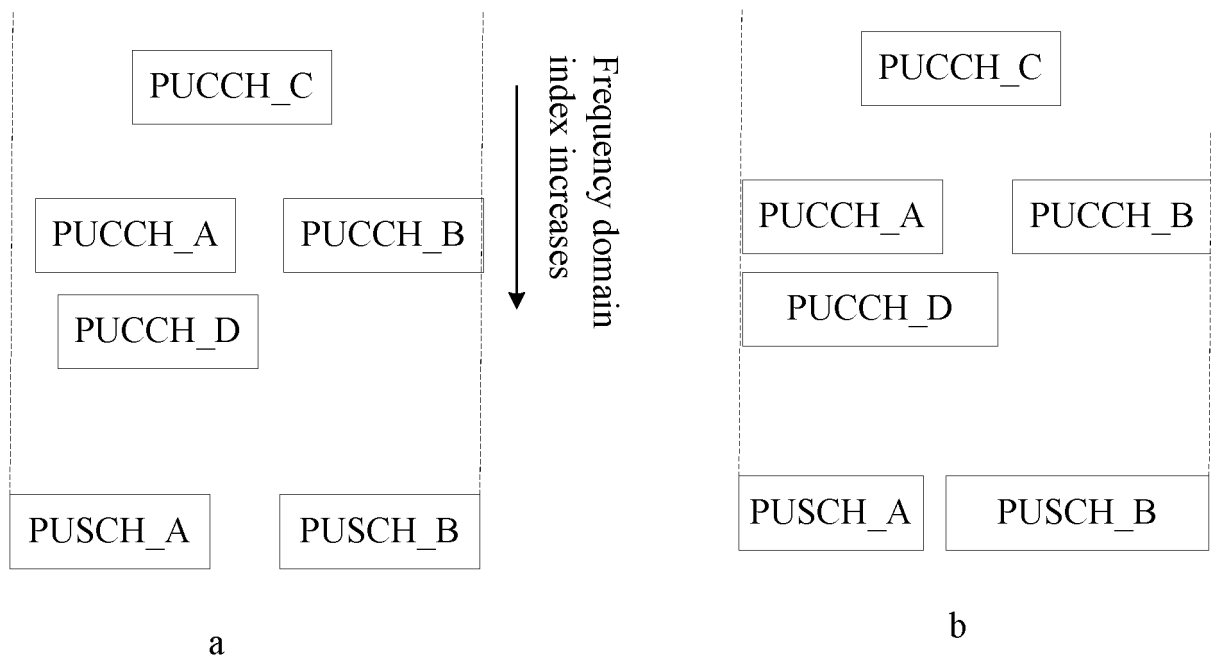 PUCCH_C
PUCCH_A
PUCCH_B
PUCCH_D
PUSCH_A
PUSCH_B
a
Frequency domain
index increases
PUCCH_C
PUCCH_A
PUCCH_B
PUCCH_D
PUSCH_A
PUSCH_B
b